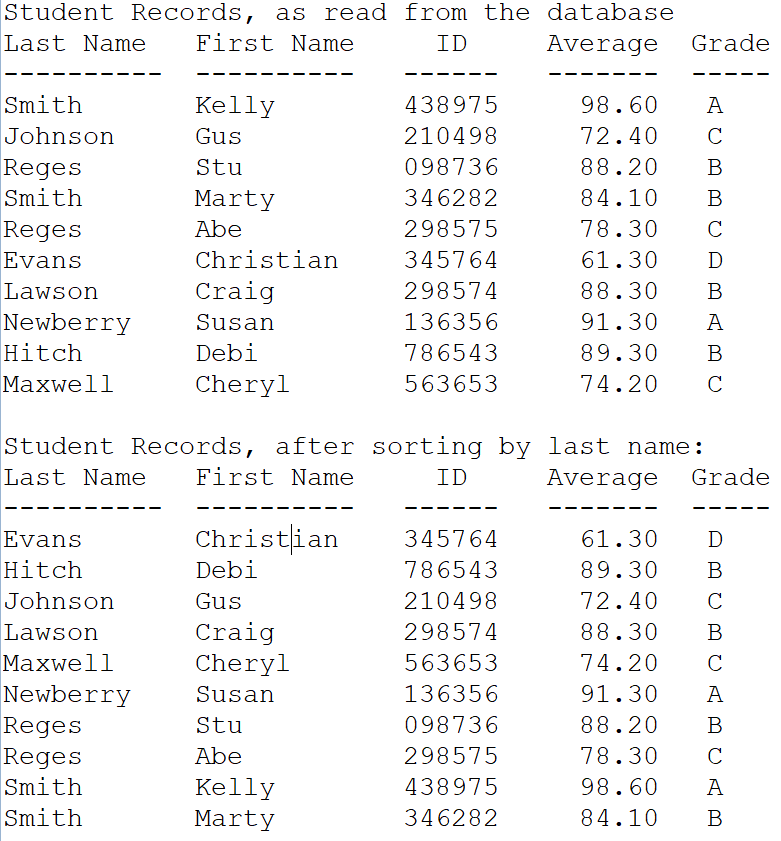 Student Records, as read from the database
Last Name   First Name     ID     Average  Grade
----------  ----------   ------   -------  -----
Smith       Kelly        438975     98.60   A
Johnson     Gus          210498     72.40   C
Reges       Stu          098736     88.20   B
Smith       Marty        346282     84.10   B
Reges       Abe          298575     78.30   C
Evans       Christian    345764     61.30   D
Lawson      Craig        298574     88.30   B
Newberry    Susan        136356     91.30   A
Hitch       Debi         786543     89.30   B
Maxwell     Cheryl       563653     74.20   C

Student Records, after sorting by last name:
Last Name   First Name     ID     Average  Grade
----------  ----------   ------   -------  -----
Evans       Christian    345764     61.30   D
Hitch       Debi         786543     89.30   B
Johnson     Gus          210498     72.40   C
Lawson      Craig        298574     88.30   B
Maxwell     Cheryl       563653     74.20   C
Newberry    Susan        136356     91.30   A
Reges       Stu          098736     88.20   B
Reges       Abe          298575     78.30   C
Smith       Kelly        438975     98.60   A
Smith       Marty        346282     84.10   B